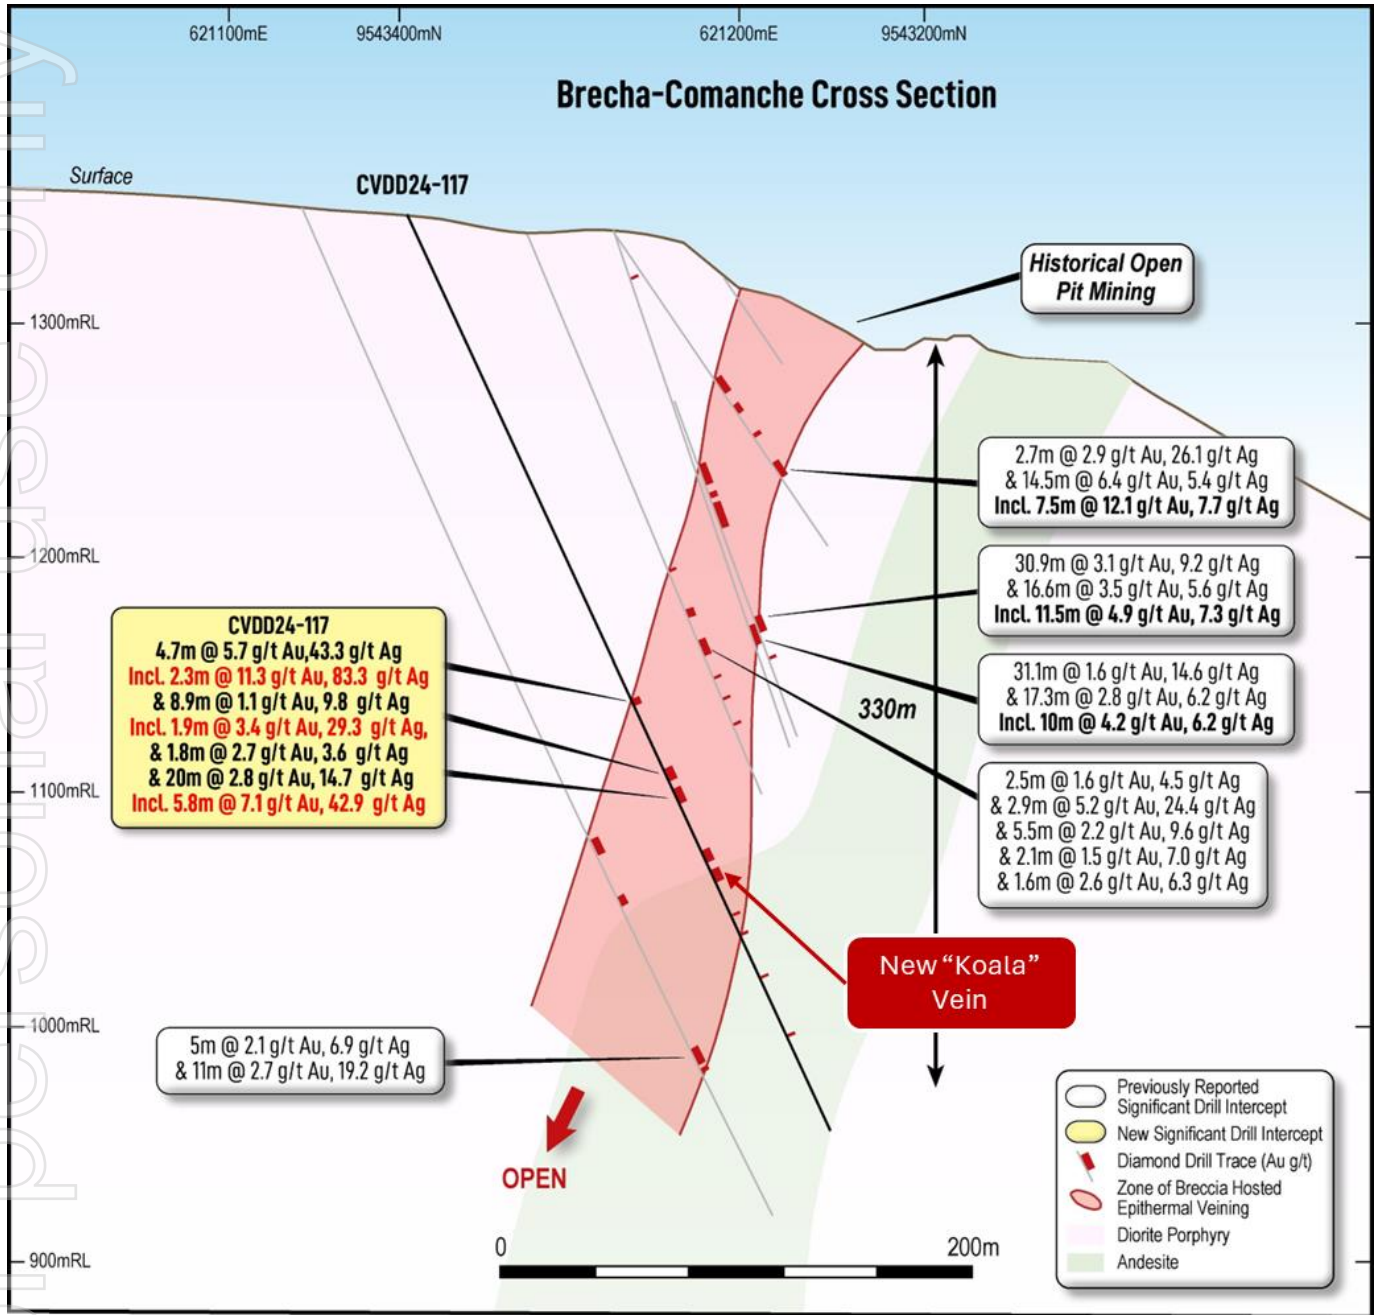 621100mE
9543400mN
621200mE
9543200mN
Brecha-Comanche Cross Section
Surface
CVDD24-117
Historical Open
Pit Mining
1300mRL
1200mRL
1100mRL
1000mRL
900mRL
2.7m @ 2.9 g/t Au, 26.1 g/t Ag
& 14.5m @ 6.4 g/t Au, 5.4 g/t Ag
Incl. 7.5m @ 12.1 g/t Au, 7.7 g/t Ag
30.9m @ 3.1 g/t Au, 9.2 g/t Ag
& 16.6m @ 3.5 g/t Au, 5.6 g/t Ag
Incl. 11.5m @ 4.9 g/t Au, 7.3 g/t Ag
CVDD24-117
4.7m @ 5.7 g/t Au,43.3 g/t Ag
Incl. 2.3m @ 11.3 g/t Au, 83.3 g/t Ag
& 8.9m @ 1.1 g/t Au, 9.8 g/t Ag
Incl. 1.9m @ 3.4 g/t Au, 29.3 g/t Ag,
& 1.8m @ 2.7 g/t Au, 3.6 g/t Ag
& 20m @ 2.8 g/t Au, 14.7 g/t Ag
Incl. 5.8m @ 7.1 g/t Au, 42.9 g/t Ag
31.1m @ 1.6 g/t Au, 14.6 g/t Ag
& 17.3m @ 2.8 g/t Au, 6.2 g/t Ag
Incl. 10m @ 4.2 g/t Au, 6.2 g/t Ag
330m
2.5m @ 1.6 g/t Au, 4.5 g/t Ag
& 2.9m @ 5.2 g/t Au, 24.4 g/t Ag
& 5.5m @ 2.2 g/t Au, 9.6 g/t Ag
& 2.1m @ 1.5 g/t Au, 7.0 g/t Ag
& 1.6m @ 2.6 g/t Au, 6.3 g/t Ag
New “Koala”
Vein
5m @ 2.1 g/t Au, 6.9 g/t Ag
& 11m @ 2.7 g/t Au, 19.2 g/t Ag
OPEN
0
200m
Previously Reported
Significant Drill Intercept
New Significant Drill Intercept
Diamond Drill Trace (Au g/t)
Zone of Breccia Hosted
Epithermal Veining
Diorite Porphyry
Andesite
personal use only